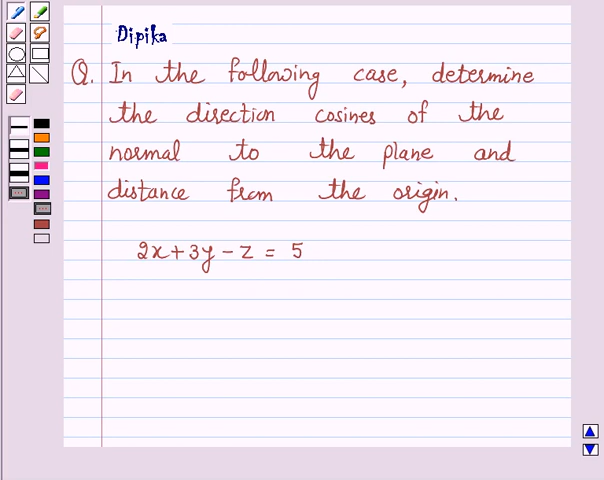 Dipika
Q. In the following case, determine
the direction cosines of the
normal to the plane and
distance from the origin.
2x+3y-z = 5